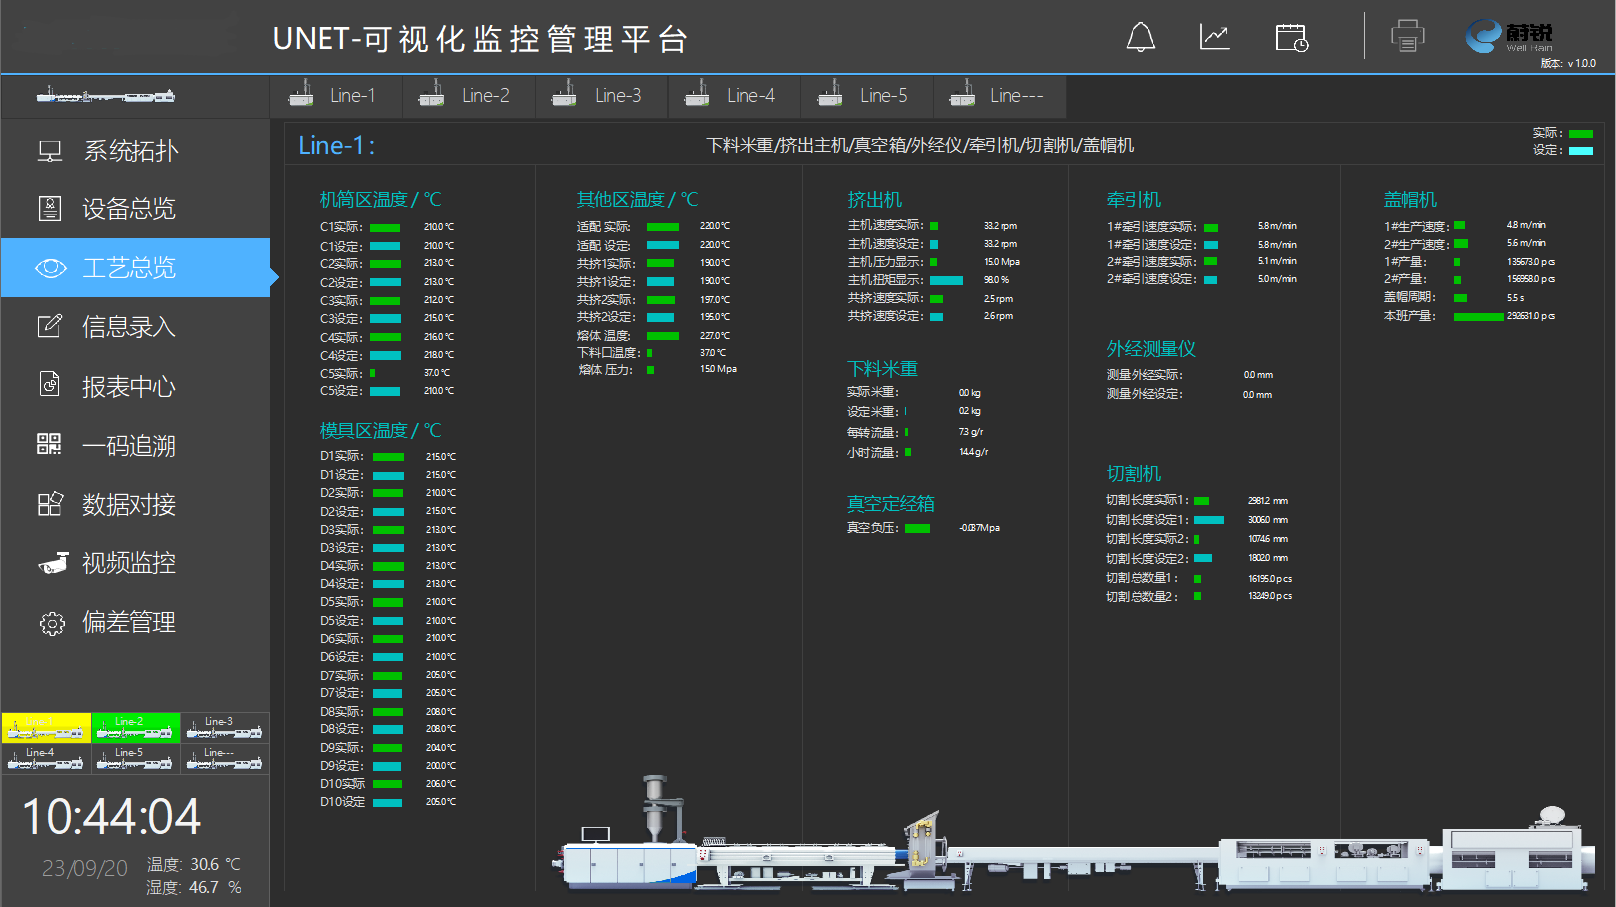 UNET-可视化监控管理平台
蔚锐
Well Rain
版本: v 1.0.0
Line-1
Line-2
Line-3
Line-4
Line-5
Line---
系统拓扑
设备总览
工艺总览
信息录入
报表中心
一码追溯
数据对接
视频监控
偏差管理
Line-1
Line-2
Line-3
Line-4
Line-5
Line---
10:44:04
23/09/20
温度: 30.6 ℃
湿度: 46.7 %
Line-1:
下料米重/挤出主机/真空箱/外经仪/牵引机/切割机/盖帽机
实际:
设定:
机筒区温度/℃
C1实际: 210.0℃
C1设定: 210.0℃
C2实际: 213.0℃
C2设定: 213.0℃
C3实际: 212.0℃
C3设定: 215.0℃
C4实际: 216.0℃
C4设定: 218.0℃
C5实际: 37.0℃
C5设定: 210.0℃
模具区温度/℃
D1实际: 215.0℃
D1设定: 215.0℃
D2实际: 210.0℃
D2设定: 215.0℃
D3实际: 213.0℃
D3设定: 213.0℃
D4实际: 213.0℃
D4设定: 213.0℃
D5实际: 210.0℃
D5设定: 210.0℃
D6实际: 210.0℃
D6设定: 210.0℃
D7实际: 205.0℃
D7设定: 205.0℃
D8实际: 208.0℃
D8设定: 208.0℃
D9实际: 204.0℃
D9设定: 200.0℃
D10实际 206.0℃
D10设定 205.0℃
其他区温度/℃
适配 实际: 220.0℃
适配 设定: 220.0℃
共挤1实际: 190.0℃
共挤1设定: 190.0℃
共挤2实际: 197.0℃
共挤2设定: 195.0℃
熔体 温度: 227.0℃
下料口温度: 37.0℃
熔体 压力: 15.0 Mpa
挤出机
主机速度实际: 33.2 rpm
主机速度设定: 33.2 rpm
主机压力显示: 15.0 Mpa
主机扭矩显示: 98.0 %
共挤速度实际: 2.5 rpm
共挤速度设定: 2.6 rpm
下料米重
实际米重: 0.0 kg
设定米重: 0.2 kg
每转流量: 7.3 g/r
小时流量: 14.4 g/r
真空定经箱
真空负压: -0.087Mpa
牵引机
1#牵引速度实际: 5.8 m/min
1#牵引速度设定: 5.8 m/min
2#牵引速度实际: 5.1 m/min
2#牵引速度设定: 5.0 m/min
外经测量仪
测量外经实际: 0.0 mm
测量外经设定: 0.0 mm
切割机
切割长度实际1: 2981.2 mm
切割长度设定1: 3006.0 mm
切割长度实际2: 1074.6 mm
切割长度设定2: 1802.0 mm
切割总数量1: 16195.0 pcs
切割总数量2: 13249.0 pcs
盖帽机
1#生产速度: 4.8 m/min
2#生产速度: 5.6 m/min
1#产量: 135673.0 pcs
2#产量: 156958.0 pcs
盖帽周期: 5.5 s
本班产量: 292631.0 pcs